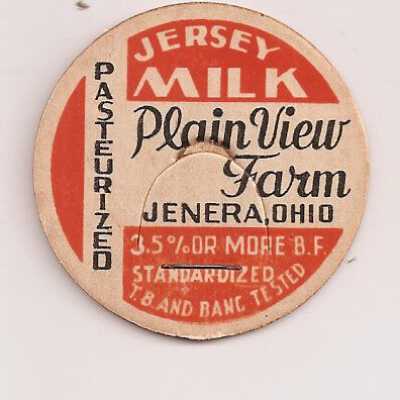 JERSEY
MILK
PASTEURIZED
Plain View
Farm
JENERA, OHIO
3.5% OR MORE B.F.
STANDARDIZED
T.B. AND BANG TESTED